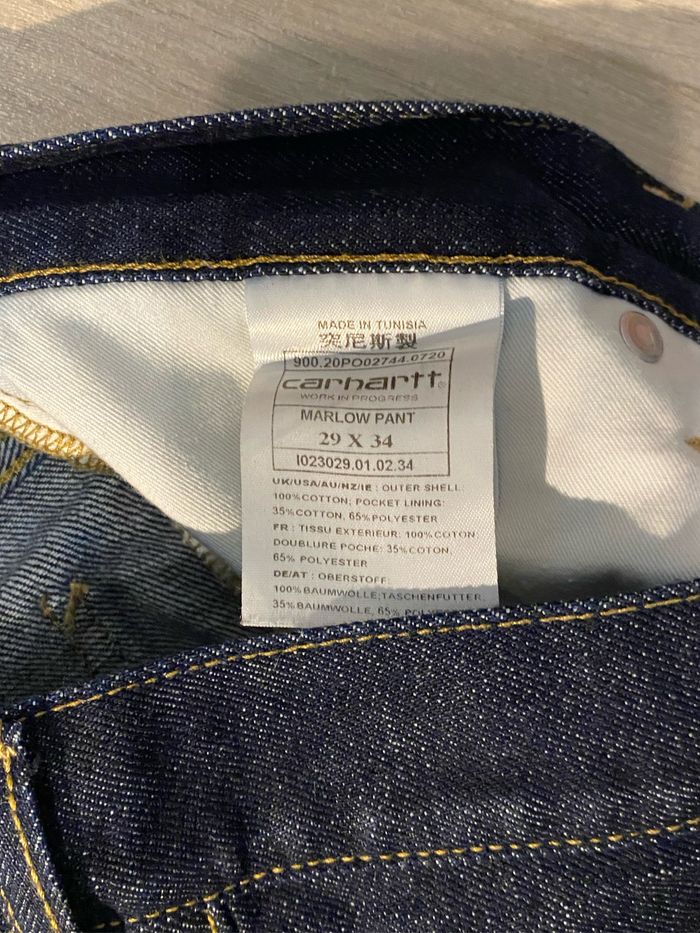 MADE IN TUNISIA
突尼斯製
900.20PO02744.0720
carhartt®
WORK IN PROGRESS
MARLOW PANT
29 X 34
I023029.01.02.34
UK/USA/AU/NZ/IE : OUTER SHELL:
100%COTTON; POCKET LINING:
35%COTTON, 65%POLYESTER
FR : TISSU EXTERIEUR: 100%COTON
DOUBLURE POCHE: 35%COTON,
65% POLYESTER
DE/AT : OBERSTOFF:
100%BAUMWOLLE;TASCHENFUTTER:
35%BAUMWOLLE, 65%